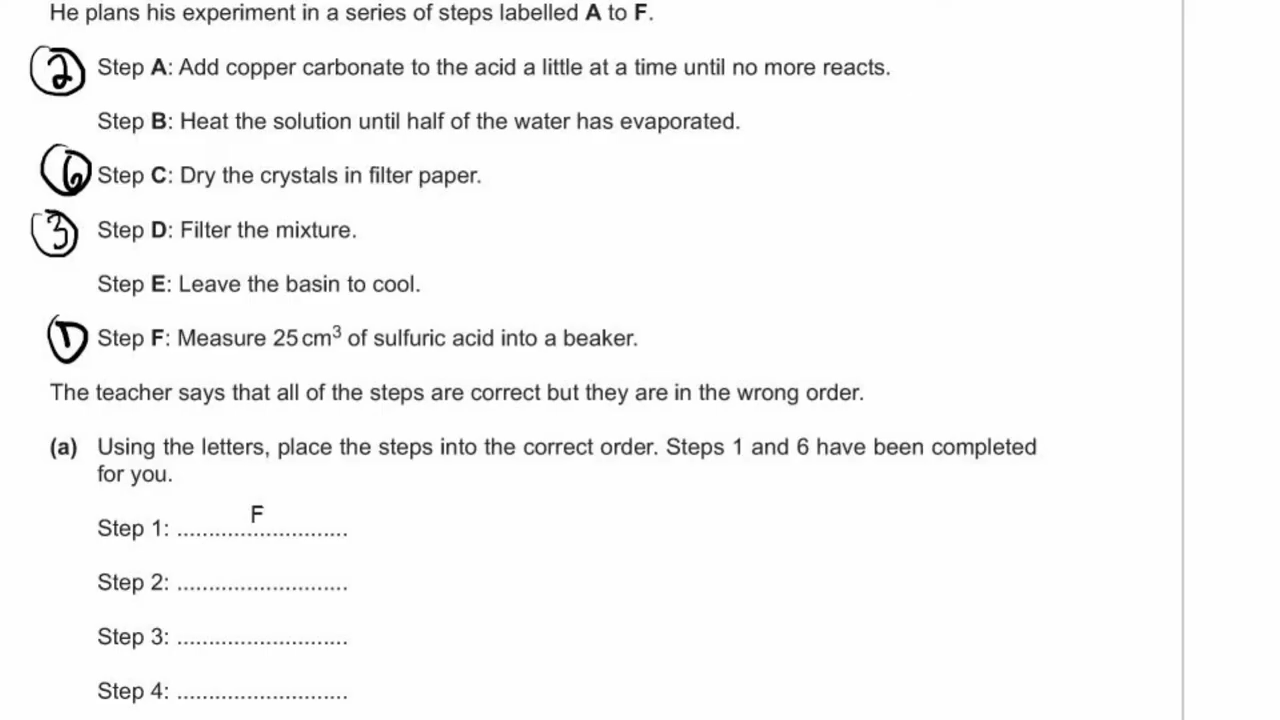 He plans his experiment in a series of steps labelled A to F.
2 Step A: Add copper carbonate to the acid a little at a time until no more reacts.
Step B: Heat the solution until half of the water has evaporated.
6 Step C: Dry the crystals in filter paper.
3 Step D: Filter the mixture.
Step E: Leave the basin to cool.
1 Step F: Measure 25 cm³ of sulfuric acid into a beaker.
The teacher says that all of the steps are correct but they are in the wrong order.
(a) Using the letters, place the steps into the correct order. Steps 1 and 6 have been completed
for you.
Step 1: ............F..............
Step 2: ...........................
Step 3: ...........................
Step 4: ...........................